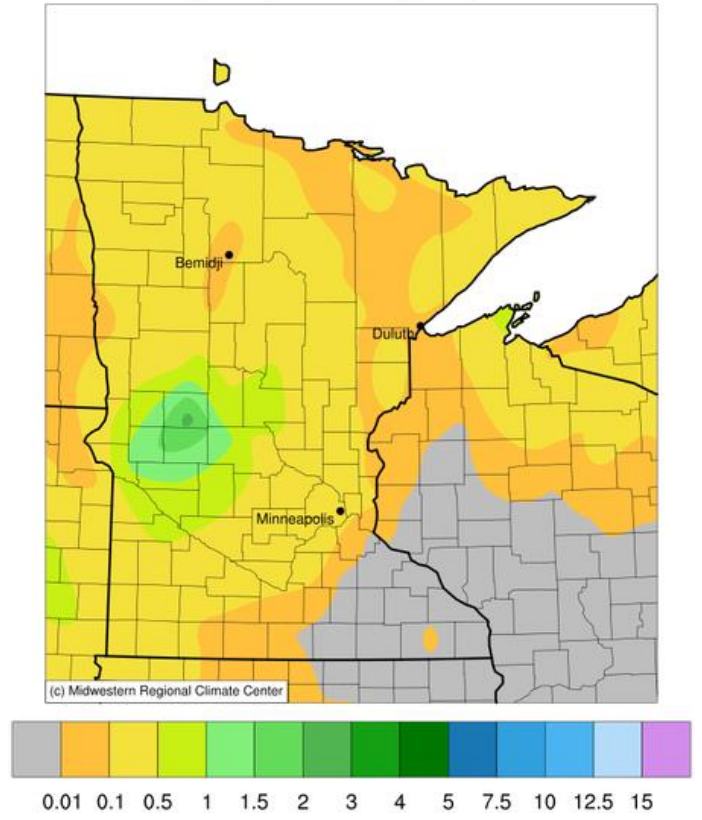 Bemidji
Duluth
Minneapolis
(c) Midwestern Regional Climate Center
0.01 0.1 0.5 1 1.5 2 3 4 5 7.5 10 12.5 15